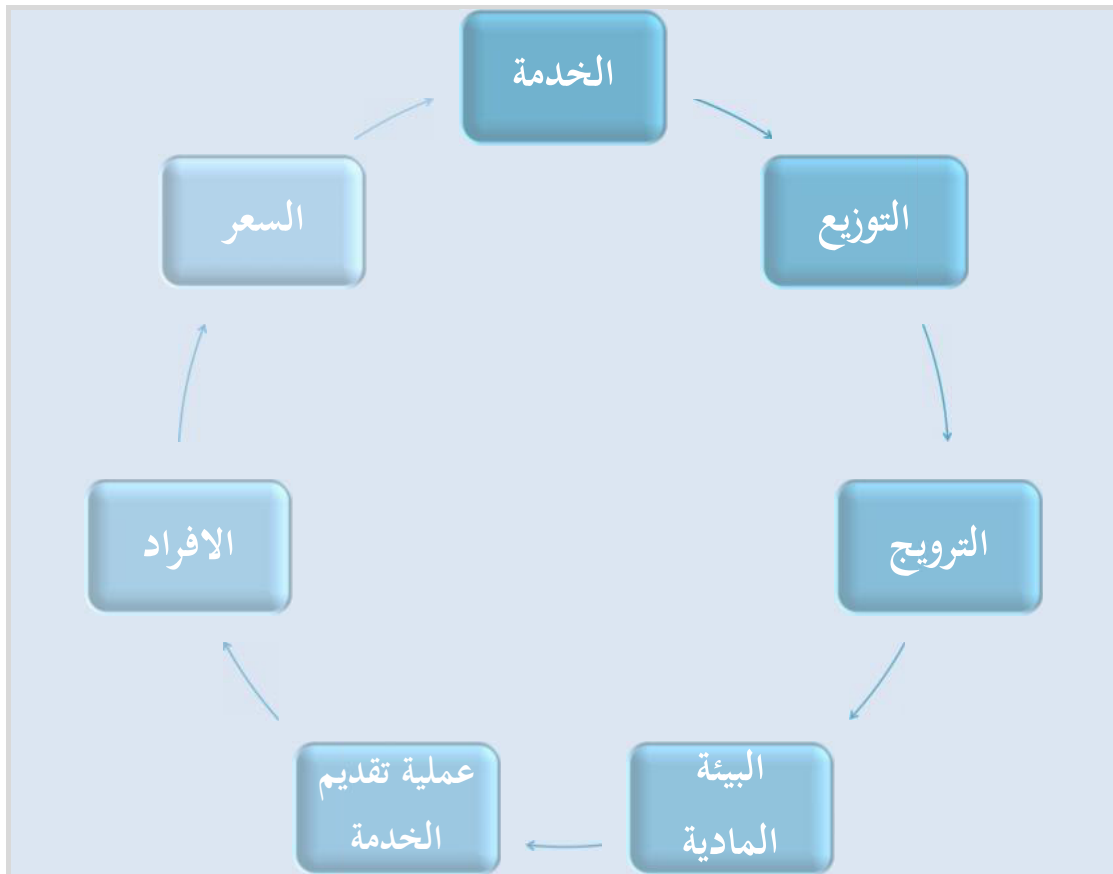 الخدمة
التوزيع
الترويج
البيئة
المادية
عملية تقديم
الخدمة
الافراد
السعر